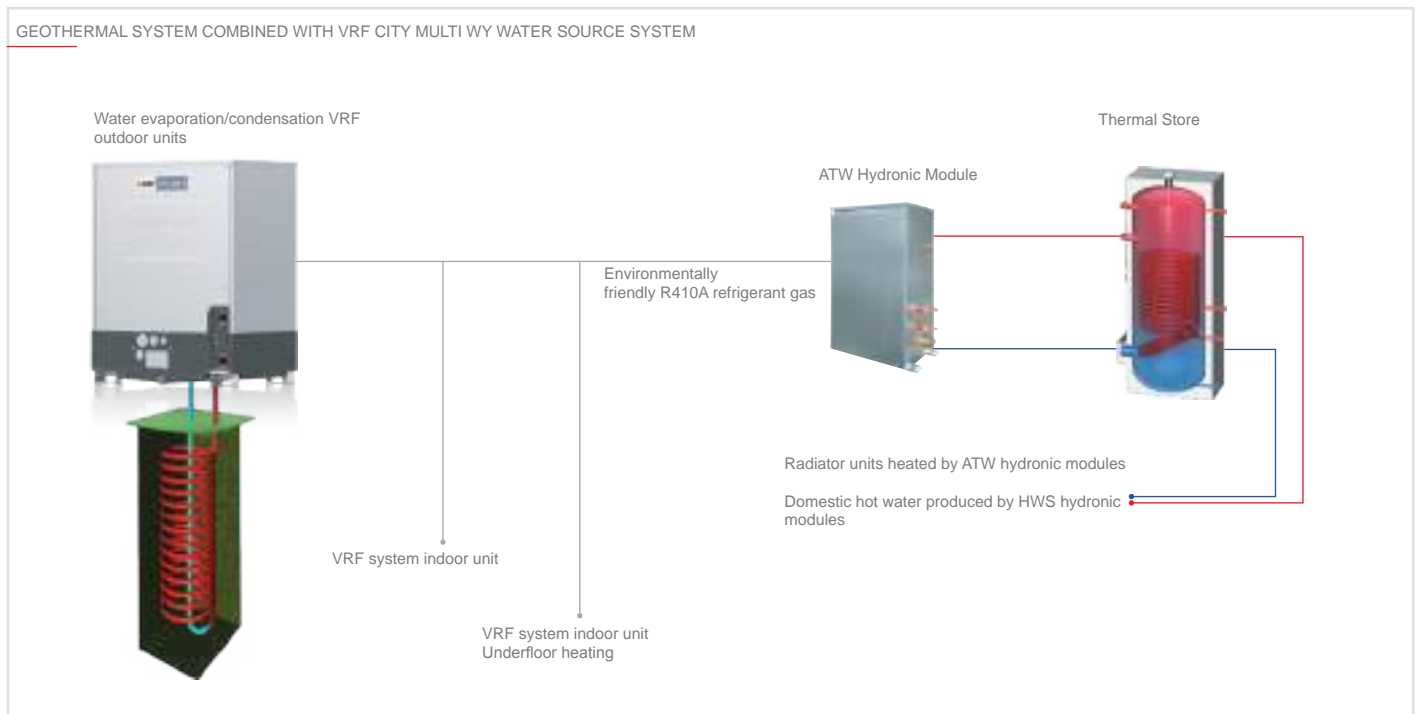 GEOTHERMAL SYSTEM COMBINED WITH VRF CITY MULTI WY WATER SOURCE SYSTEM
Water evaporation/condensation VRF
outdoor units
Thermal Store
ATW Hydronic Module
Environmentally
friendly R410A refrigerant gas
Radiator units heated by ATW hydronic modules
Domestic hot water produced by HWS hydronic
modules
VRF system indoor unit
VRF system indoor unit
Underfloor heating